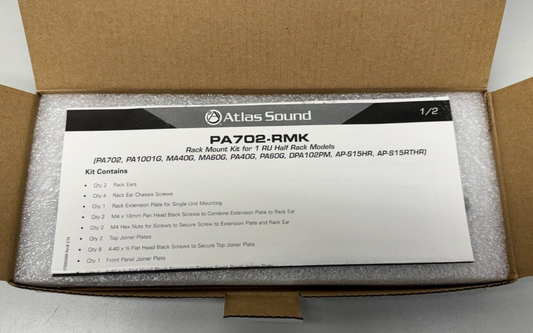 Atlas Sound 1/2
PA702-RMK
Rack Mount Kit for 1 RU Half Rack Models
(PA702, PA1001G, MA40G, MA60G, PA40G, PA60G, DPA102PM, AP-S15HR, AP-S15RTHR)
Kit Contains
• Qty 2 Rack Ears
• Qty 4 Rack Ear Chassis Screws
• Qty 1 Rack Extension Plate for Single Unit Mounting
• Qty 2 M4 x 10mm Pan Head Black Screws to Combine Extension Plate to Rack Ear
• Qty 2 M4 Hex Nuts for Screws to Secure Screw to Extension Plate and Rack Ear
• Qty 2 Top Joiner Plates
• Qty 8 4-40 x ½ Flat Head Black Screws to Secure Top Joiner Plate
• Qty 1 Front Panel Joiner Plate